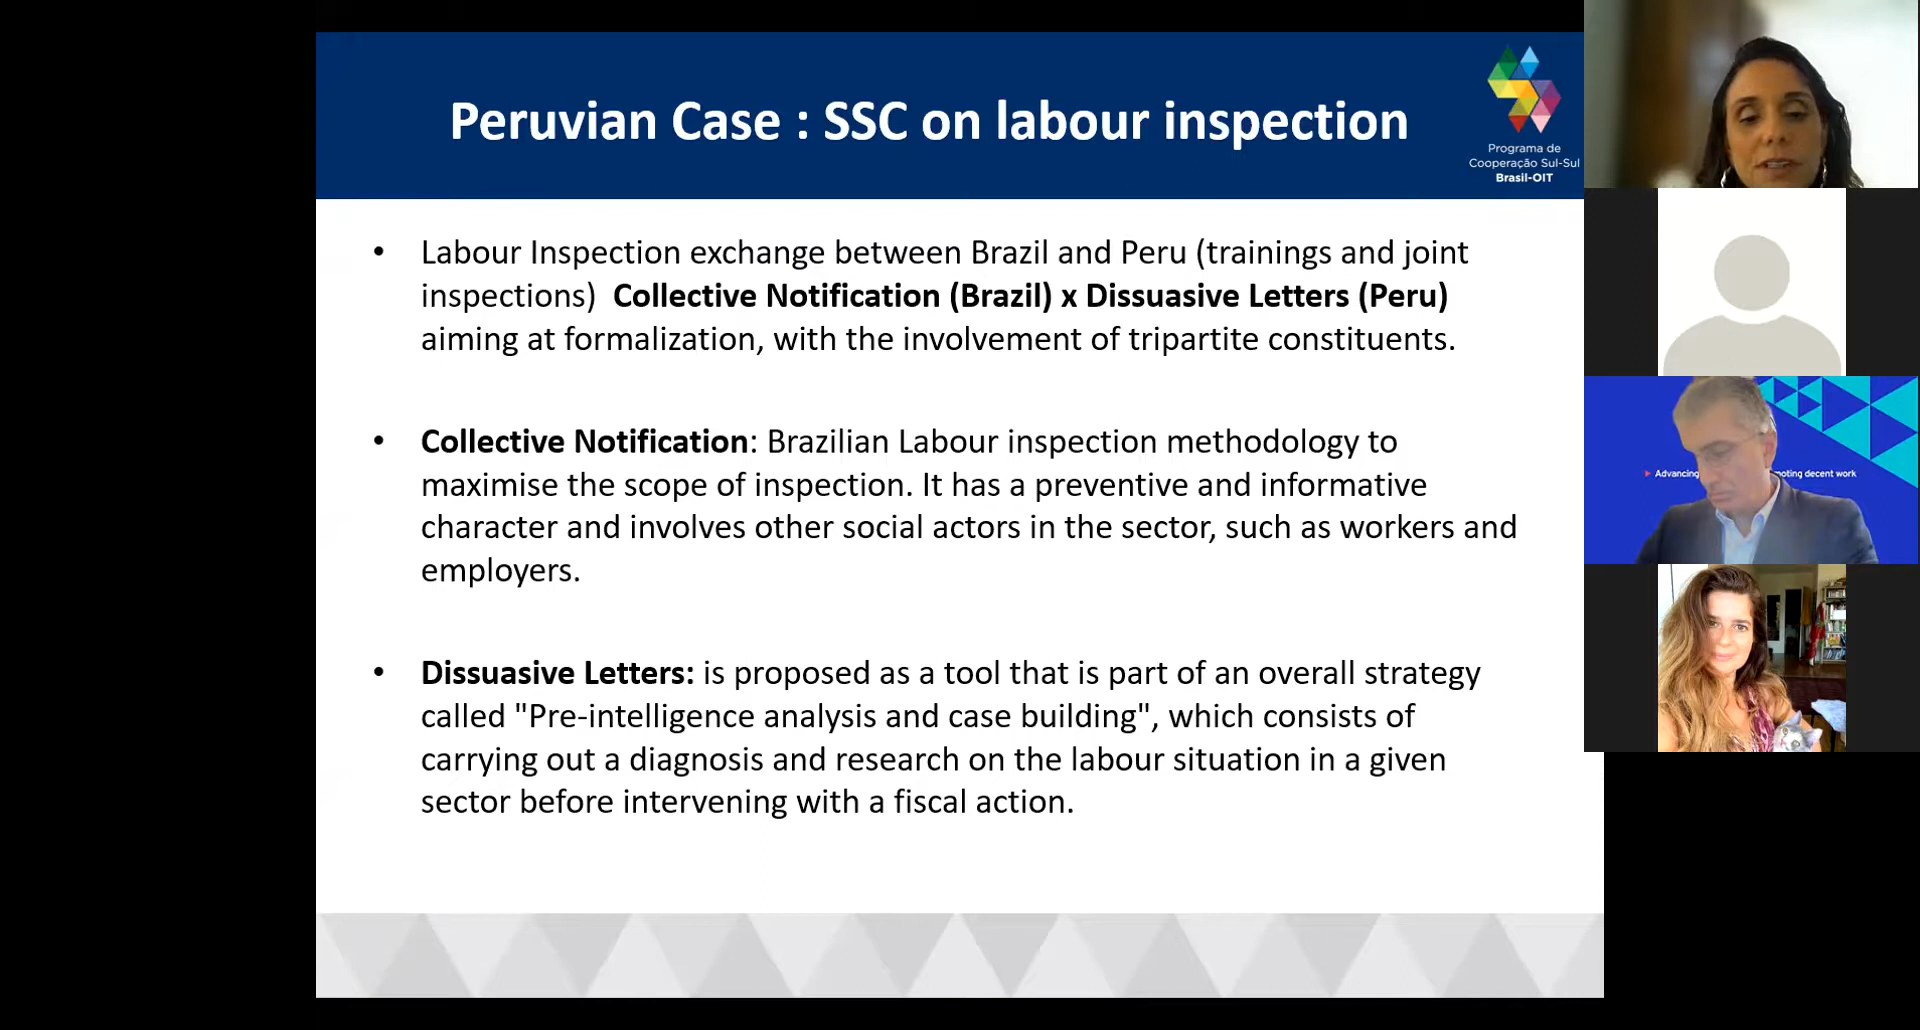 Peruvian Case : SSC on labour inspection
Programa de
Cooperação Sul-Sul
Brasil-OIT
• Labour Inspection exchange between Brazil and Peru (trainings and joint
inspections) Collective Notification (Brazil) x Dissuasive Letters (Peru)
aiming at formalization, with the involvement of tripartite constituents.
• Collective Notification: Brazilian Labour inspection methodology to
maximise the scope of inspection. It has a preventive and informative
character and involves other social actors in the sector, such as workers and
employers.
• Dissuasive Letters: is proposed as a tool that is part of an overall strategy
called "Pre-intelligence analysis and case building", which consists of
carrying out a diagnosis and research on the labour situation in a given
sector before intervening with a fiscal action.
Advancing
decent work